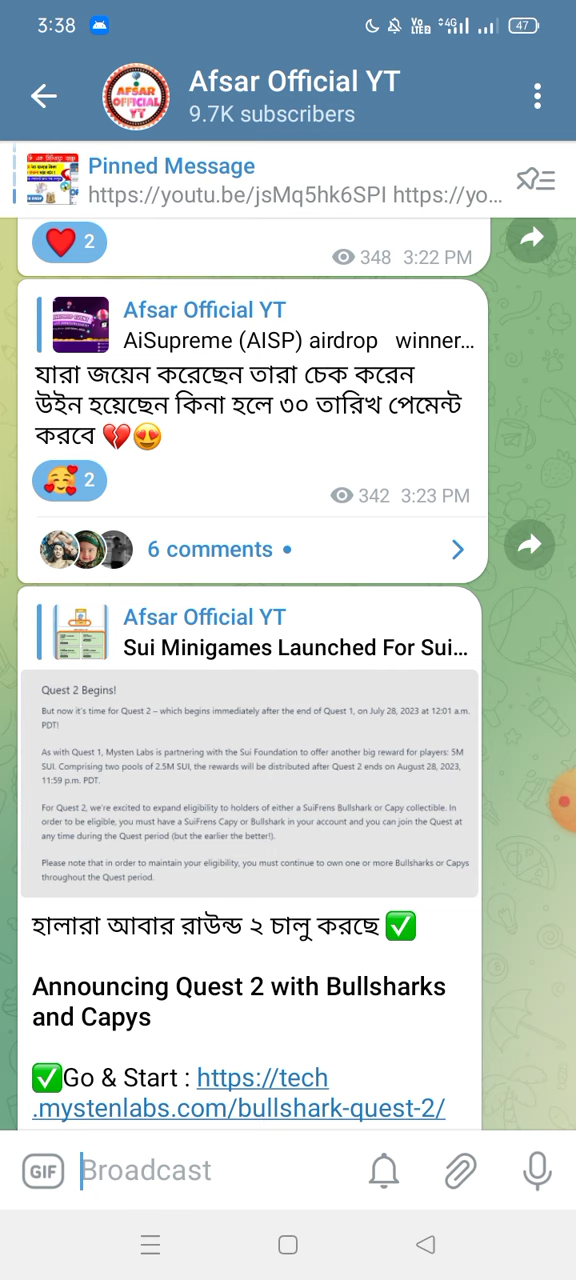 3:38
Vo LTE 4G 47
Afsar Official YT
9.7K subscribers
AFSAR
OFFICIAL
YT
Pinned Message
https://youtu.be/jsMq5hk6SPI https://yo...
2
348 3:22 PM
Afsar Official YT
AiSupreme (AISP) airdrop winner...
যারা জয়েন করেছেন তারা চেক করেন
উইন হয়েছেন কিনা হলে ৩০ তারিখ পেমেন্ট
করবে 💔😍
🥰 2
342 3:23 PM
6 comments
Afsar Official YT
Sui Minigames Launched For Sui...
Quest 2 Begins!
But now it's time for Quest 2 – which begins immediately after the end of Quest 1, on July 28, 2023 at 12:01 a.m.
PDT!
As with Quest 1, Mysten Labs is partnering with the Sui Foundation to offer another big reward for players: 5M
SUI. Comprising two pools of 2.5M SUI, the rewards will be distributed after Quest 2 ends on August 28, 2023,
11:59 p.m. PDT.
For Quest 2, we're excited to expand eligibility to holders of either a SuiFrens Bullshark or Capy collectible. In
order to be eligible, you must have a SuiFrens Capy or Bullshark in your account and you can join the Quest at
any time during the Quest period (but the earlier the better!).
Please note that in order to maintain your eligibility, you must continue to own one or more Bullsharks or Capys
throughout the Quest period.
হালারা আবার রাউন্ড ২ চালু করছে ✅
Announcing Quest 2 with Bullsharks
and Capys
✅Go & Start : https://tech
.mystenlabs.com/bullshark-quest-2/
GIF Broadcast